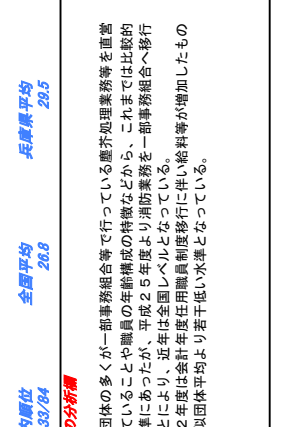 内順位 全国平均 兵庫県平均
33/84 26.8 29.5
の分析欄
団体の多くが一部事務組合等で行っている塵芥処理業務等を直営
ていることや職員の年齢構成の特徴などから、これまでは比較的
準にあったが、平成25年度より消防業務を一部事務組合へ移行
とにより、近年は全国レベルとなっている。
2年度は会計年度任用職員制度移行に伴い給料等が増加したもの
似団体平均より若干低い水準となっている。